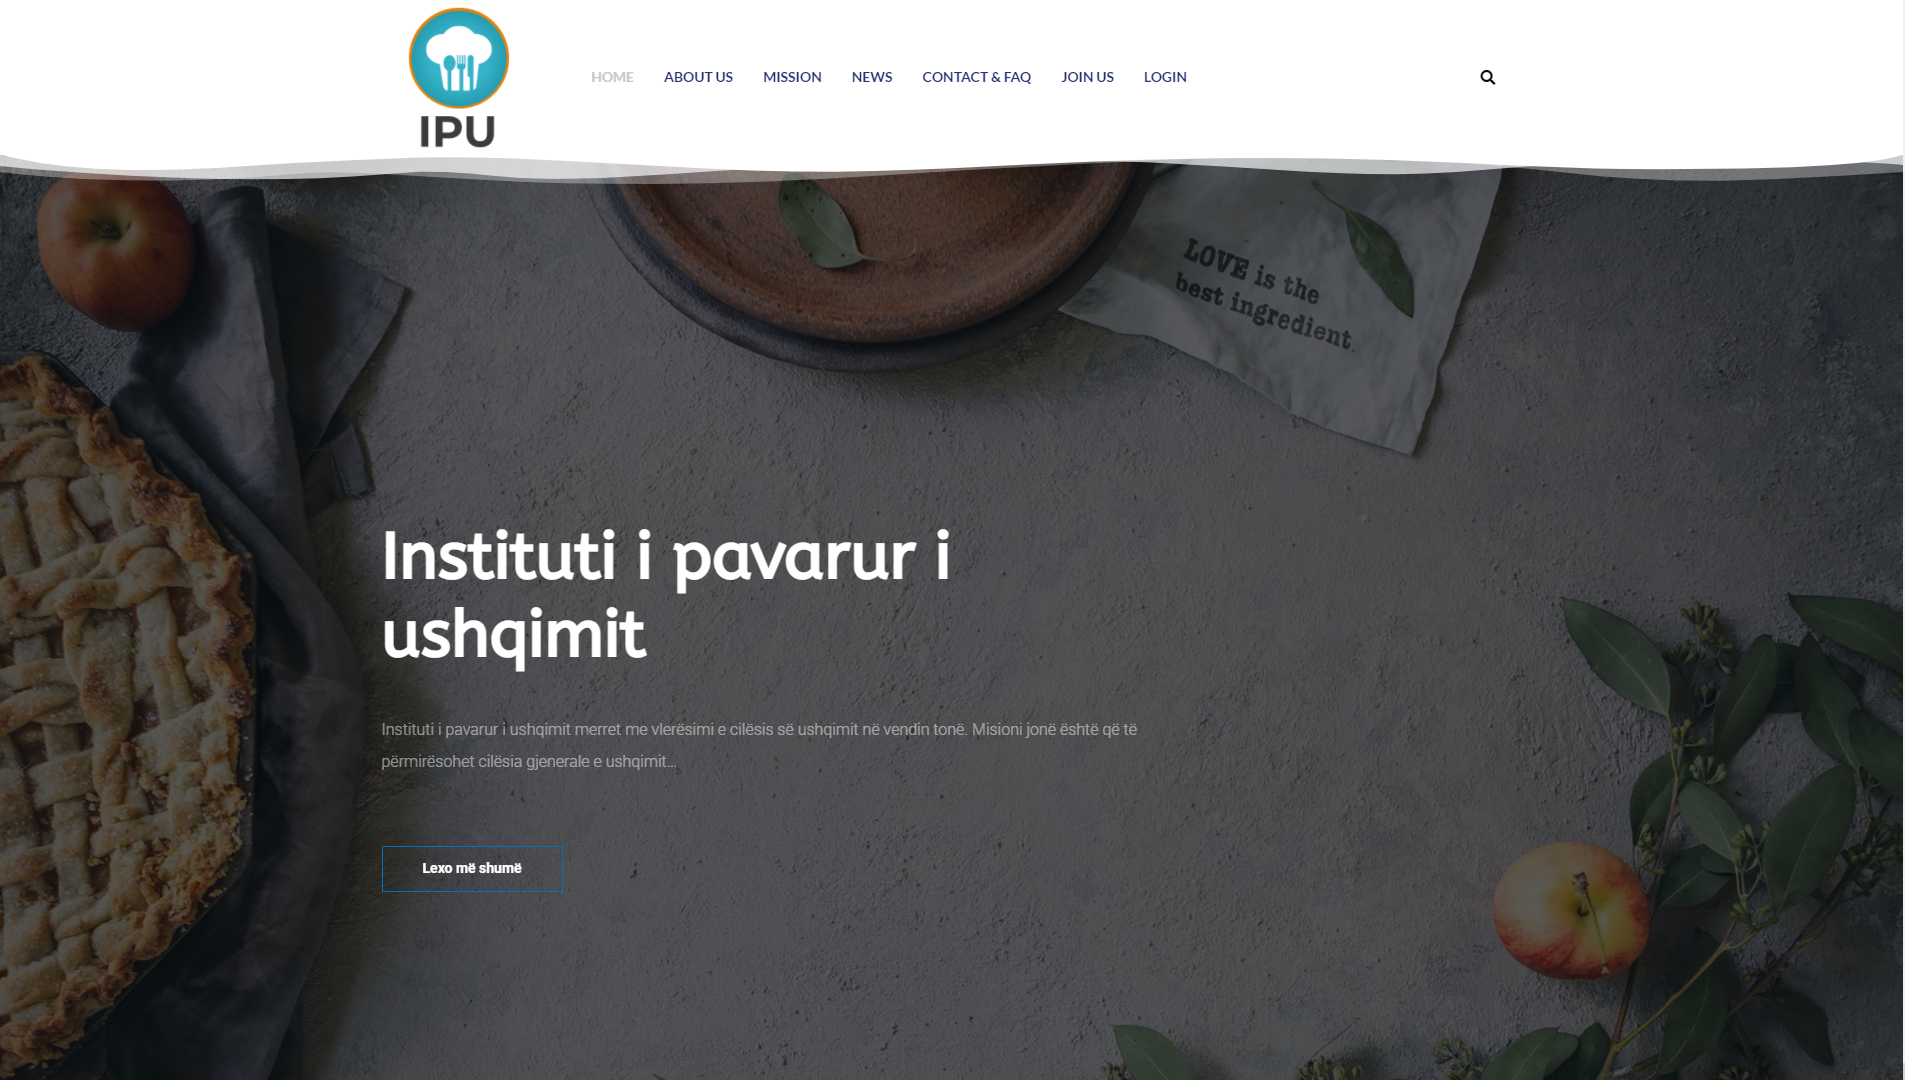 IPU
HOME ABOUT US MISSION NEWS CONTACT & FAQ JOIN US LOGIN
LOVE is the
best ingredient.
Instituti i pavarur i
ushqimit
Instituti i pavarur i ushqimit merret me vlerësimi e cilësis së ushqimit në vendin tonë. Misioni jonë është që të
përmirësohet cilësia gjenerale e ushqimit...
Lexo më shumë